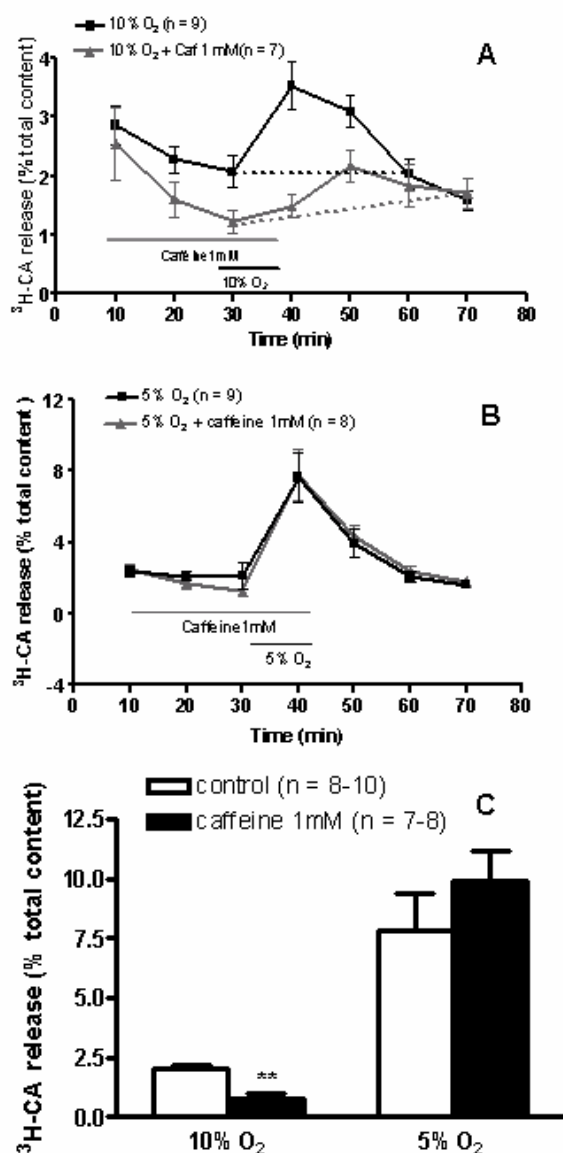 10% O₂ (n = 9)
10% O₂ + Caf 1 mM (n = 7)
A
³H-CA release (% total content)
4
3
2
1
0
Caffeine 1mM
10% O₂
0 10 20 30 40 50 60 70 80
Time (min)
5% O₂ (n = 9)
5% O₂ + caffeine 1mM (n = 8)
B
³H-CA release (% total content)
12
8
4
0
-4
Caffeine 1mM
5% O₂
0 10 20 30 40 50 60 70 80
Time (min)
control (n = 8-10)
caffeine 1mM (n = 7-8)
C
³H-CA release (% total content)
12.5
10.0
7.5
5.0
2.5
0.0
**
10% O₂ 5% O₂